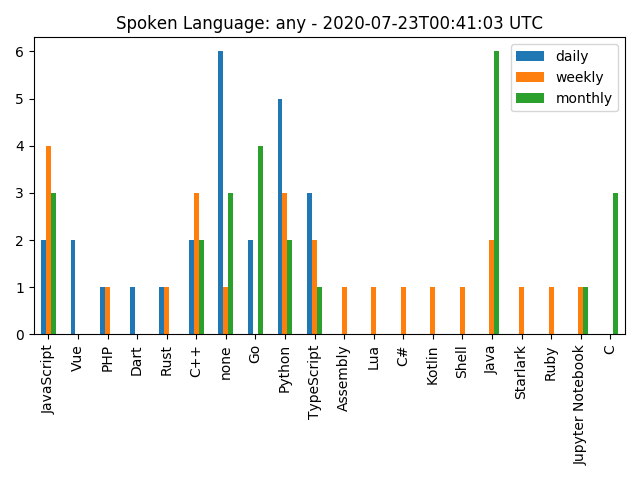 Spoken Language: any - 2020-07-23T00:41:03 UTC
daily
weekly
monthly
6
5
4
3
2
1
0
JavaScript
Vue
PHP
Dart
Rust
C++
none
Go
Python
TypeScript
Assembly
Lua
C#
Kotlin
Shell
Java
Starlark
Ruby
Jupyter Notebook
C